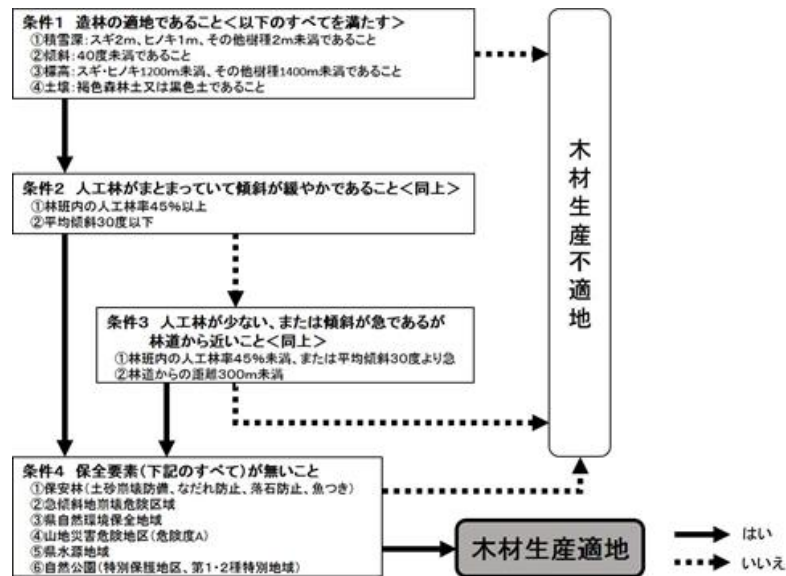 条件1 造林の適地であること<以下のすべてを満たす>
①積雪深:スギ2m、ヒノキ1m、その他樹種2m未満であること
②傾斜:40度未満であること
③標高:スギ・ヒノキ1200m未満、その他樹種1400m未満であること
④土壌:褐色森林土又は黒色土であること
条件2 人工林がまとまっていて傾斜が緩やかであること<同上>
①林班内の人工林率45%以上
②平均傾斜30度以下
条件3 人工林が少ない、または傾斜が急であるが
林道から近いこと<同上>
①林班内の人工林率45%未満、または平均傾斜30度より急
②林道からの距離300m未満
条件4 保全要素(下記のすべて)が無いこと
①保安林(土砂崩壊防備、なだれ防止、落石防止、魚つき)
②急傾斜地崩壊危険区域
③県自然環境保全地域
④山地災害危険地区(危険度A)
⑤県水源地域
⑥自然公園(特別保護地区、第1・2種特別地域)
木材生産不適地
木材生産適地
はい
いいえ